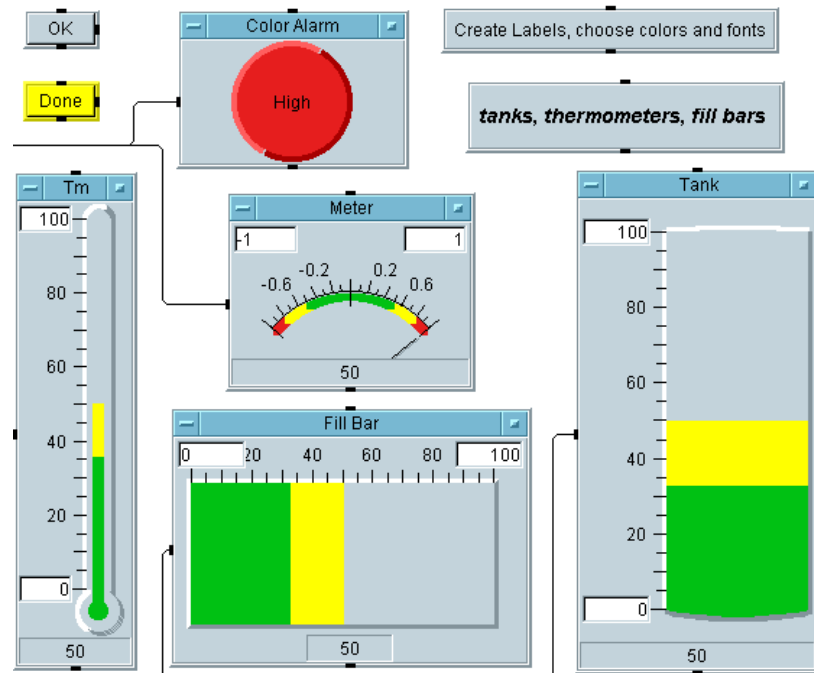 OK
Color Alarm
High
Create Labels, choose colors and fonts
Done
tanks, thermometers, fill bars
Tm
100
80
60
40
20
0
50
Meter
-1
1
-0.6
-0.2
0.2
0.6
50
Fill Bar
0
20
40
60
80
100
50
Tank
100
80
60
40
20
0
50